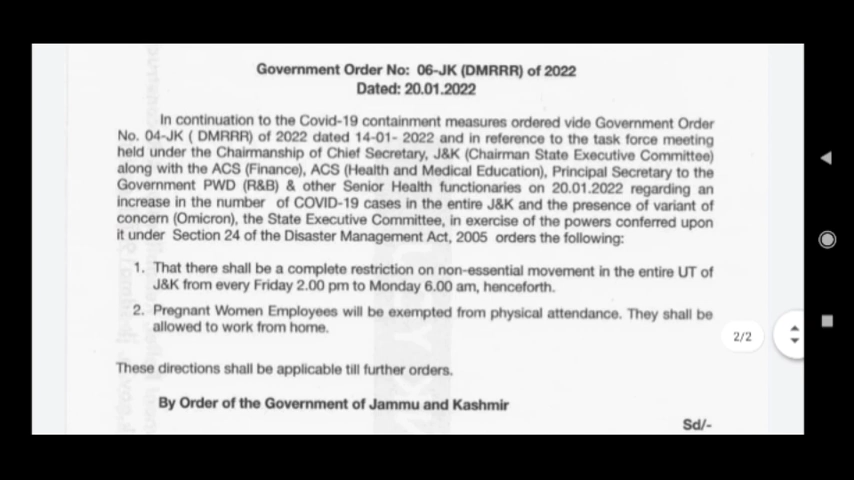 Government Order No: 06-JK (DMRRR) of 2022
Dated: 20.01.2022
In continuation to the Covid-19 containment measures ordered vide Government Order
No. 04-JK ( DMRRR) of 2022 dated 14-01- 2022 and in reference to the task force meeting
held under the Chairmanship of Chief Secretary, J&K (Chairman State Executive Committee)
along with the ACS (Finance), ACS (Health and Medical Education), Principal Secretary to the
Government PWD (R&B) & other Senior Health functionaries on 20.01.2022 regarding an
increase in the number of COVID-19 cases in the entire J&K and the presence of variant of
concern (Omicron), the State Executive Committee, in exercise of the powers conferred upon
it under Section 24 of the Disaster Management Act, 2005 orders the following:
1. That there shall be a complete restriction on non-essential movement in the entire UT of
J&K from every Friday 2.00 pm to Monday 6.00 am, henceforth.
2. Pregnant Women Employees will be exempted from physical attendance. They shall be
allowed to work from home.
2/2
These directions shall be applicable till further orders.
By Order of the Government of Jammu and Kashmir
Sd/-